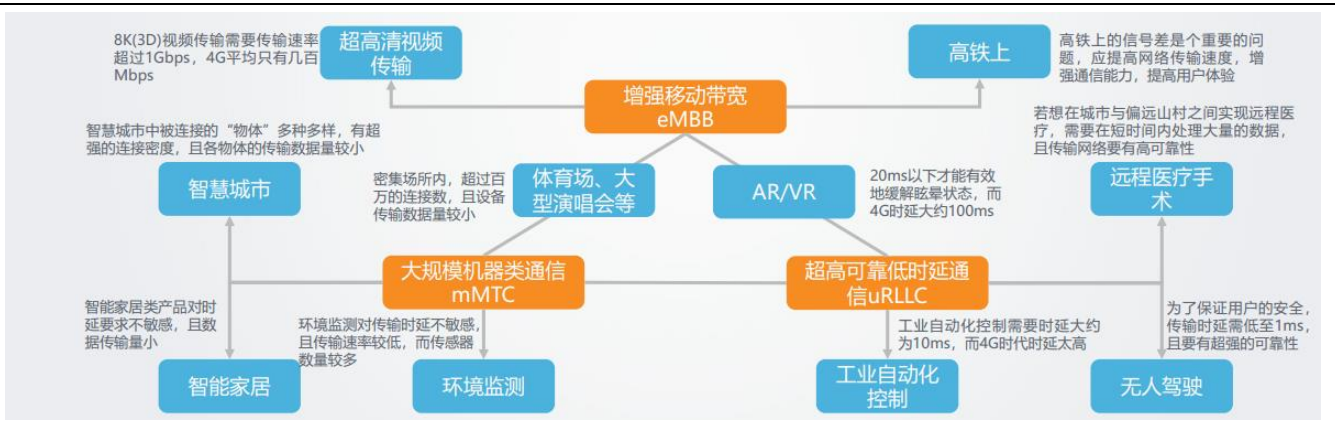 8K(3D)视频传输需要传输速率
超过1Gbps，4G平均只有几百
Mbps
超高清视频
传输
高铁上
高铁上的信号差是个重要的问
题，应提高网络传输速度，增
强通信能力，提高用户体验
增强移动带宽
eMBB
智慧城市中被连接的“物体”多种多样，有超
强的连接密度，且各物体的传输数据量较小
若想在城市与偏远山村之间实现远程医
疗，需要在短时间内处理大量的数据，
且传输网络要有高可靠性
智慧城市
密集场所内，超过百
万的连接数，且设备
传输数据量较小
体育场、大
型演唱会等
AR/VR
20ms以下才能有效
地缓解眩晕状态，而
4G时延大约100ms
远程医疗手
术
大规模机器类通信
mMTC
超高可靠低时延通
信uRLLC
智能家居类产品对时
延要求不敏感，且数
据传输量小
环境监测对传输时延不敏感，
且传输速率较低，而传感器
数量较多
工业自动化控制需要时延大约
为10ms，而4G时代时延太高
为了保证用户的安全，
传输时延需低至1ms，
且要有超强的可靠性
智能家居
环境监测
工业自动化
控制
无人驾驶